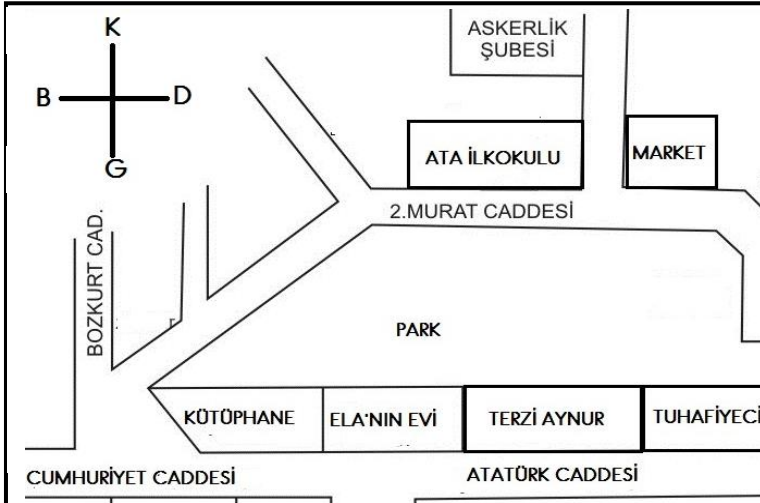 K
B
D
G
ASKERLİK
ŞUBESİ
ATA İLKOKULU
MARKET
2.MURAT CADDESİ
BOZKURT CAD.
PARK
KÜTÜPHANE
ELA'NIN EVİ
TERZİ AYNUR
TUHAFİYECİ
CUMHURİYET CADDESİ
ATATÜRK CADDESİ